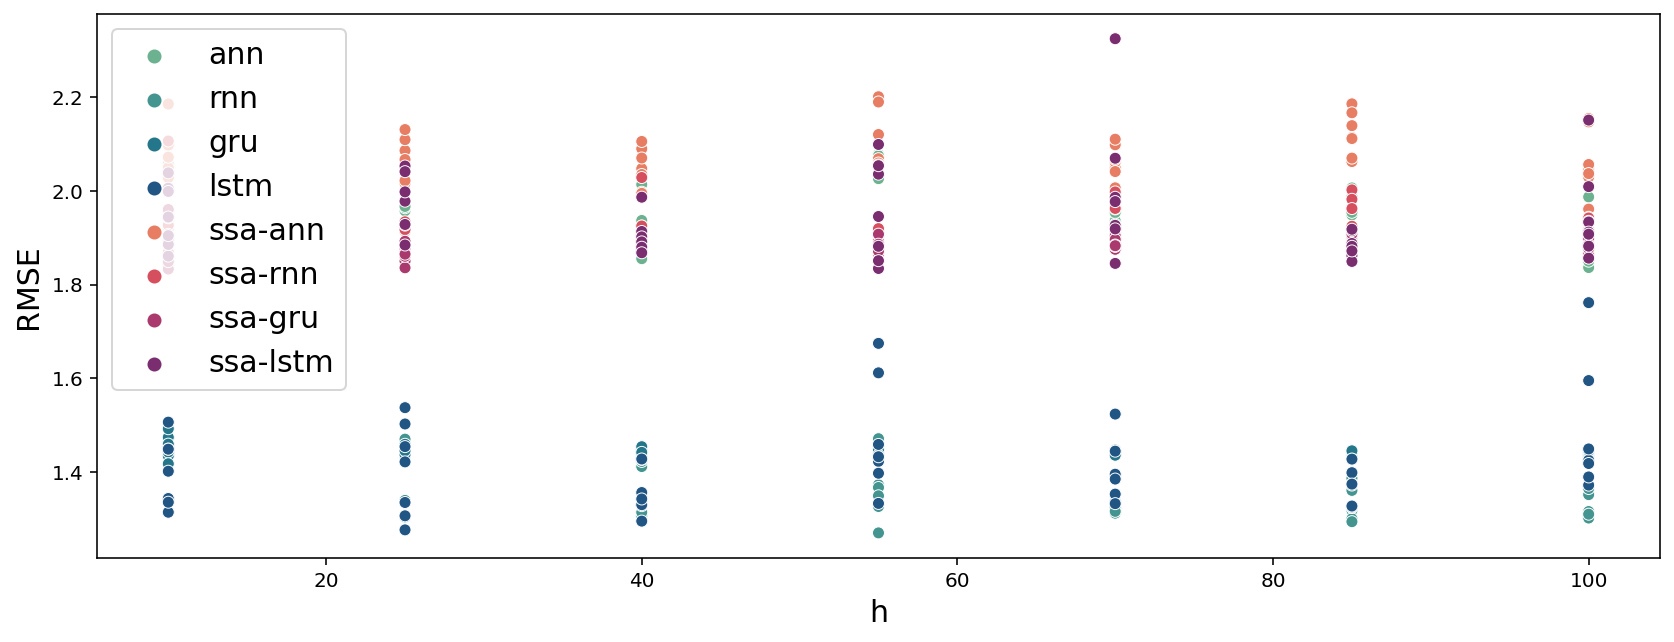 ann
rnn
gru
lstm
ssa-ann
ssa-rnn
ssa-gru
ssa-lstm
RMSE
2.2
2.0
1.8
1.6
1.4
20 40 60 80 100
h